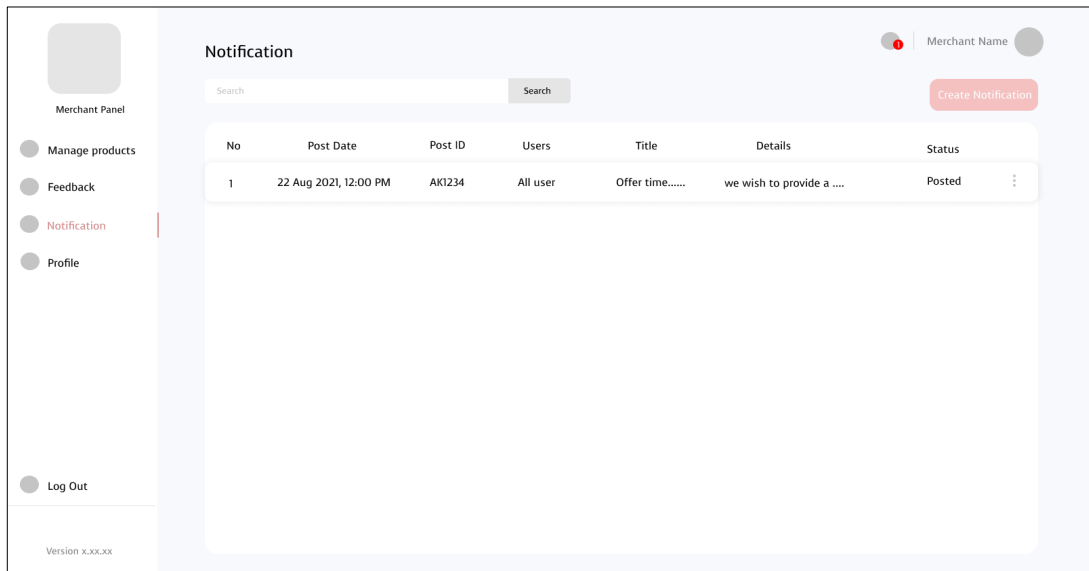 Merchant Panel
Manage products
Feedback
Notification
Profile
Log Out
Version x.xx.xx
Notification
1
Merchant Name
Search
Search
Create Notification
No Post Date Post ID Users Title Details Status
1 22 Aug 2021, 12:00 PM AK1234 All user Offer time...... we wish to provide a .... Posted